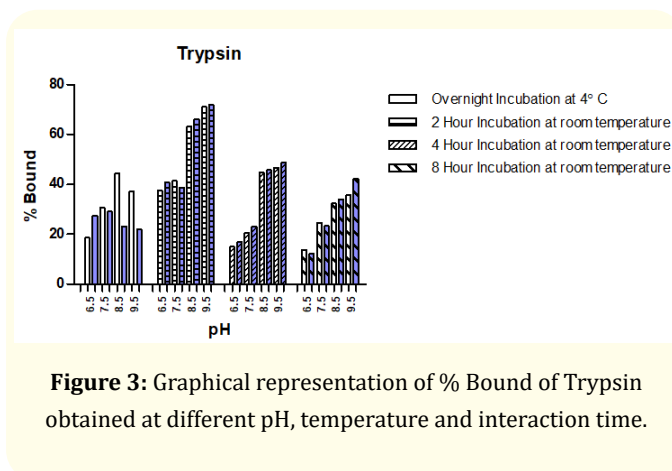 Trypsin
% Bound
80
60
40
20
0
6.5
7.5
8.5
9.5
6.5
7.5
8.5
9.5
6.5
7.5
8.5
9.5
6.5
7.5
8.5
9.5
pH
Overnight Incubation at 4° C
2 Hour Incubation at room temperature
4 Hour Incubation at room temperature
8 Hour Incubation at room temperature
Figure 3: Graphical representation of % Bound of Trypsin
obtained at different pH, temperature and interaction time.